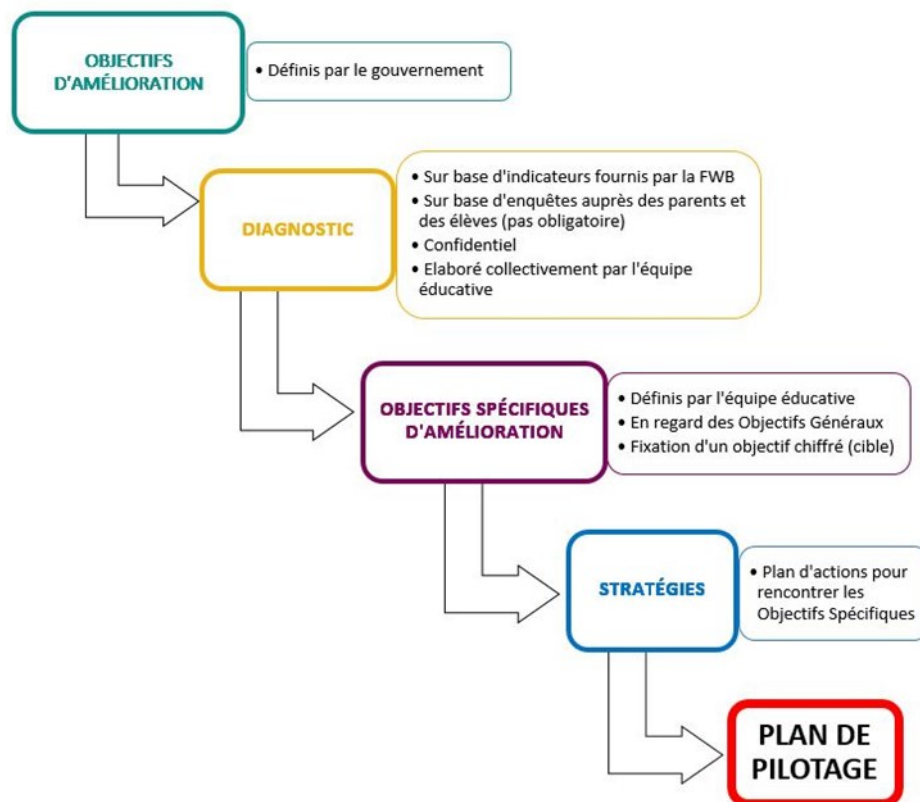 OBJECTIFS
D'AMÉLIORATION
• Définis par le gouvernement
DIAGNOSTIC
• Sur base d'indicateurs fournis par la FWB
• Sur base d'enquêtes auprès des parents et
des élèves (pas obligatoire)
• Confidentiel
• Elaboré collectivement par l'équipe
éducative
OBJECTIFS SPÉCIFIQUES
D'AMÉLIORATION
• Définis par l'équipe éducative
• En regard des Objectifs Généraux
• Fixation d'un objectif chiffré (cible)
STRATÉGIES
• Plan d'actions pour
rencontrer les
Objectifs Spécifiques
PLAN DE
PILOTAGE